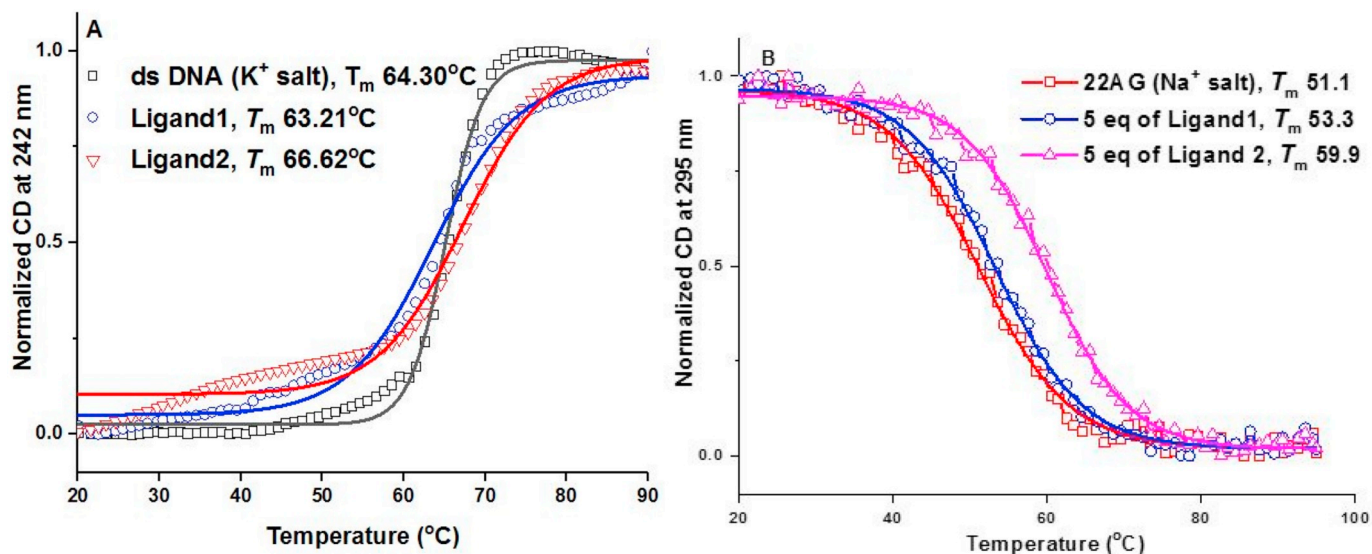 A
1.0
0.5
0.0
Normalized CD at 242 nm
ds DNA (K⁺ salt), Tₘ 64.30°C
Ligand1, Tₘ 63.21°C
Ligand2, Tₘ 66.62°C
20 30 40 50 60 70 80 90
Temperature (°C)
B
1.0
0.5
0.0
Normalized CD at 295 nm
22AG (Na⁺ salt), Tₘ 51.1
5 eq of Ligand1, Tₘ 53.3
5 eq of Ligand 2, Tₘ 59.9
20 40 60 80 100
Temperature (°C)